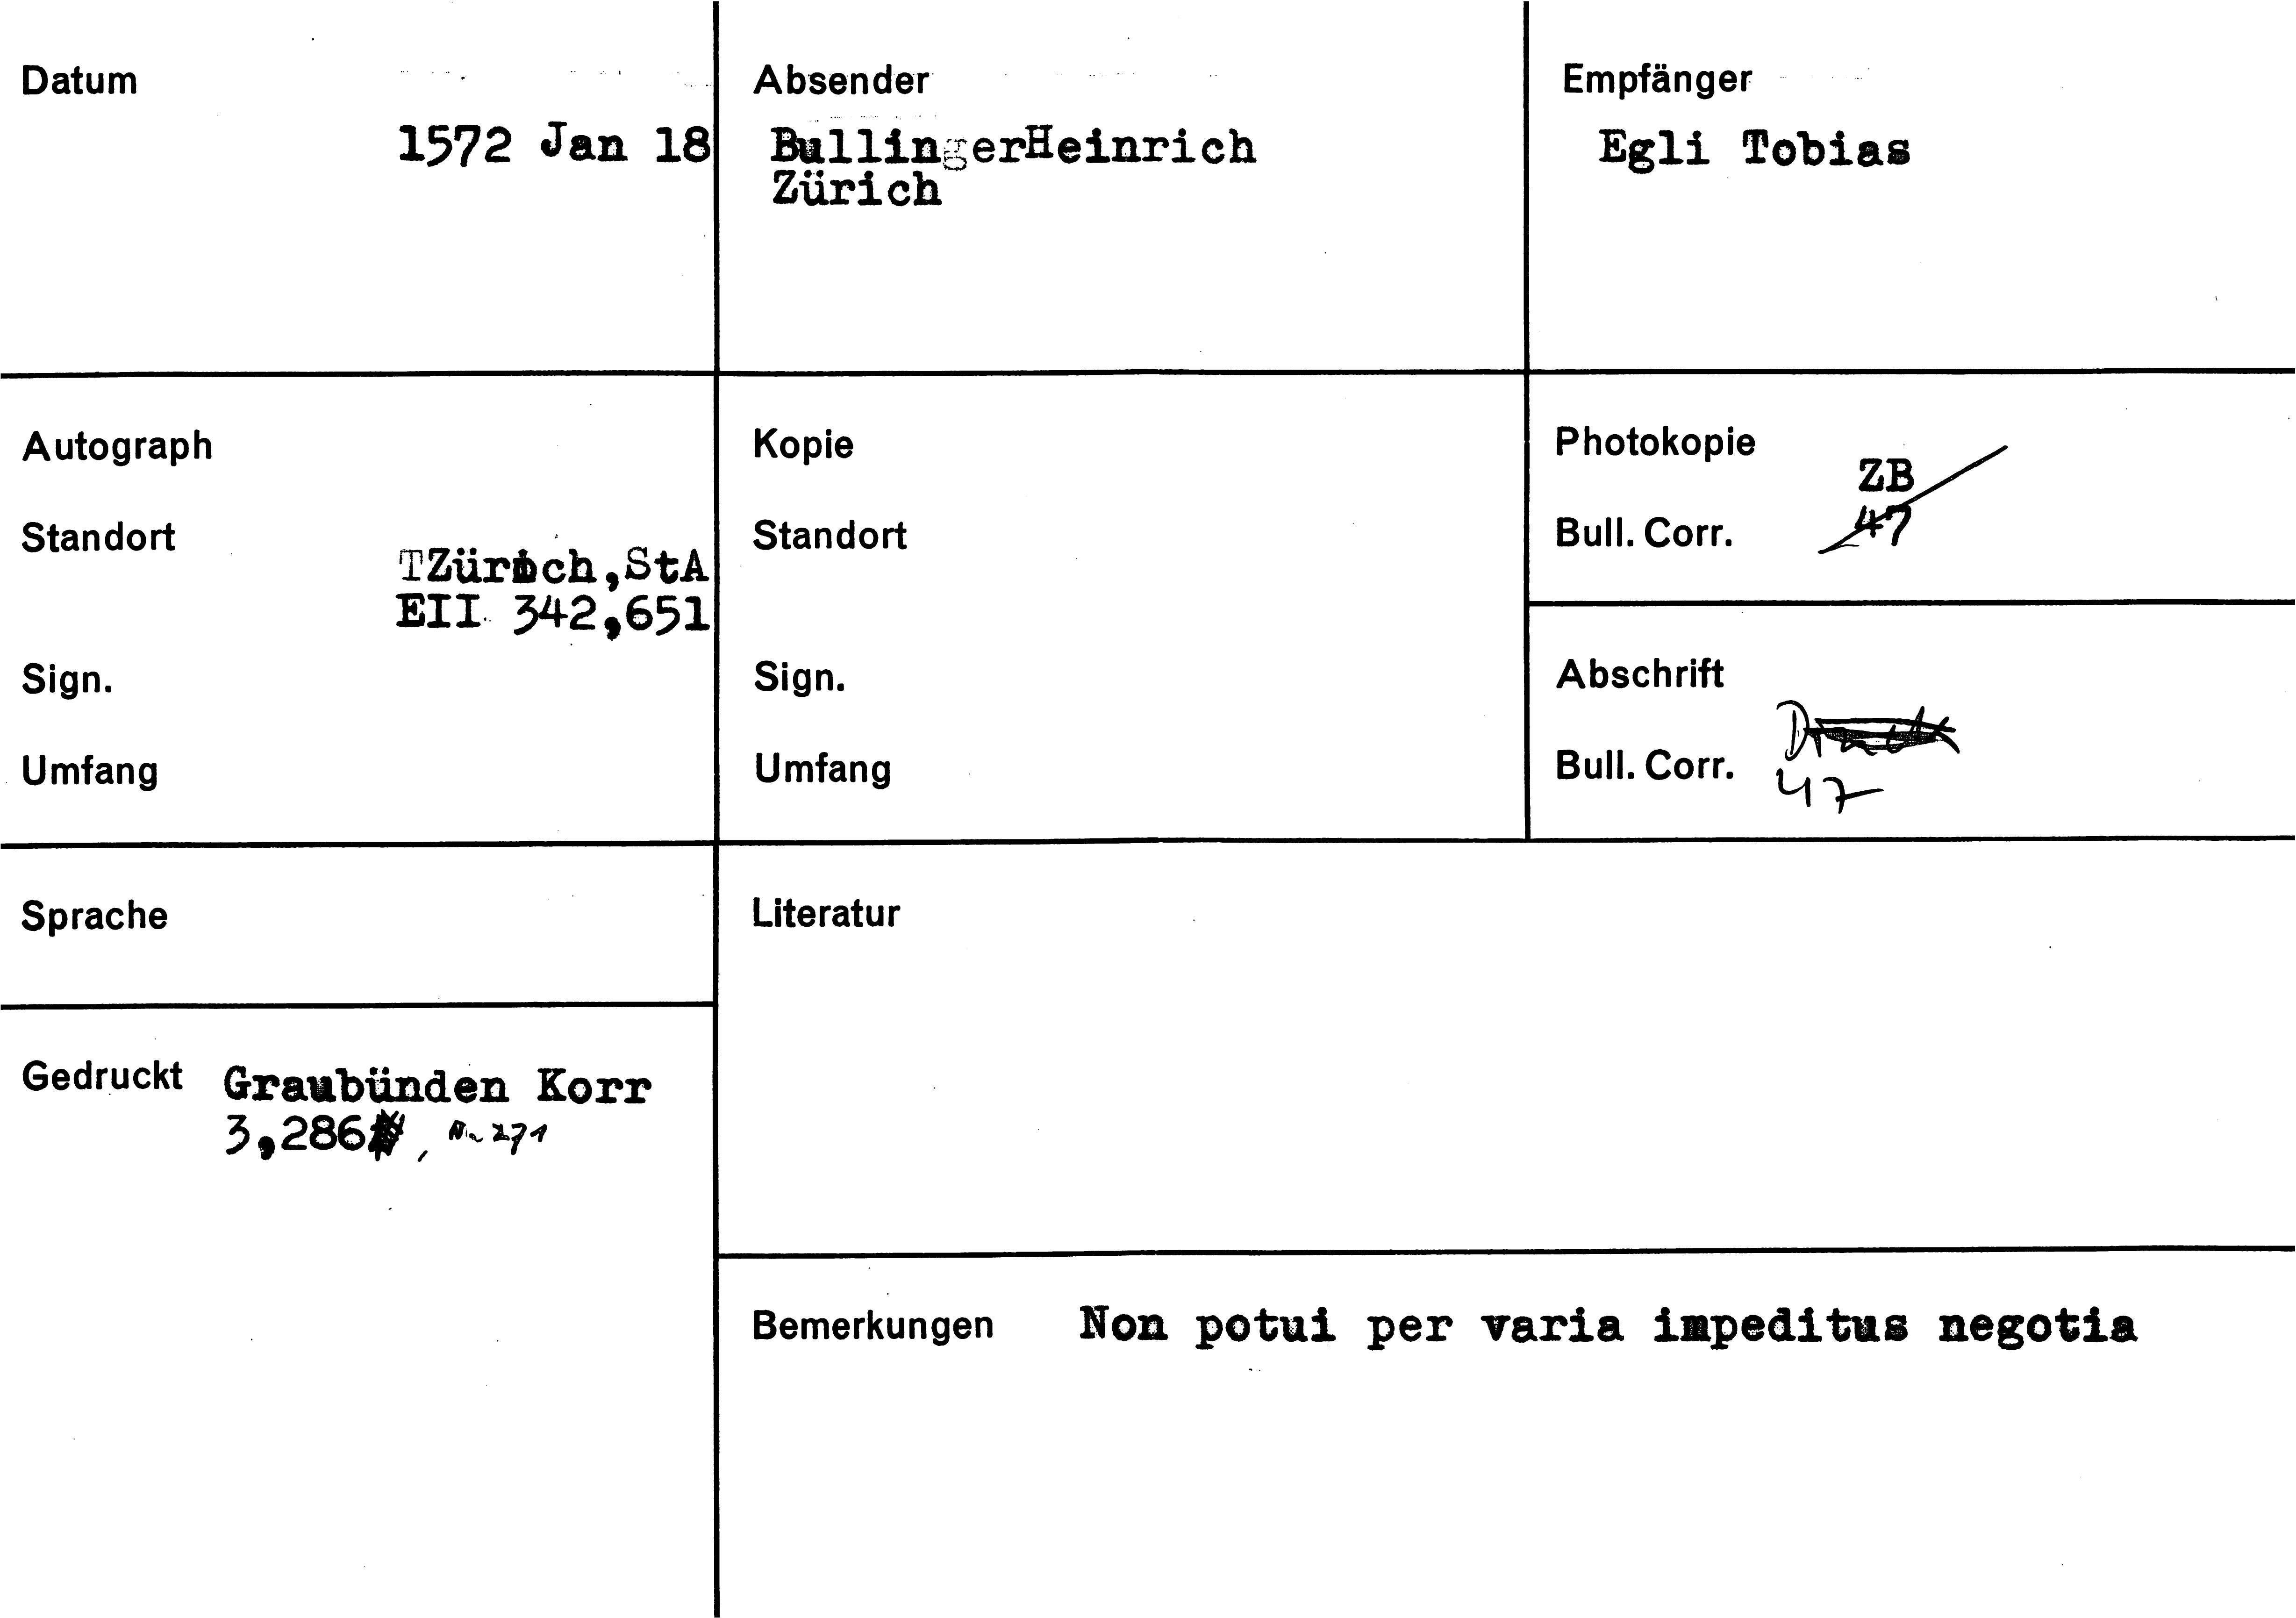 Datum
1572 Jan 18
Absender
BullingerHeinrich
Zürich
Empfänger
Egli Tobias
Autograph
Standort
TZürich,StA
EII 342,651
Sign.
Umfang
Kopie
Standort
Sign.
Umfang
Photokopie
ZB
Bull. Corr. 47
Abschrift
Druck
Bull. Corr. 47
Sprache
Gedruckt Graubünden Korr
3,286, Nr. 271
Literatur
Bemerkungen Non potui per varia impeditus negotia